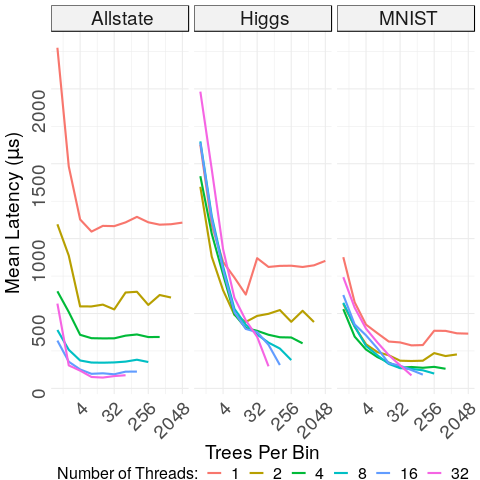 Allstate Higgs MNIST
Mean Latency (µs)
2000
1500
1000
500
0
4 32 256 2048 4 32 256 2048 4 32 256 2048
Trees Per Bin
Number of Threads: 1 2 4 8 16 32